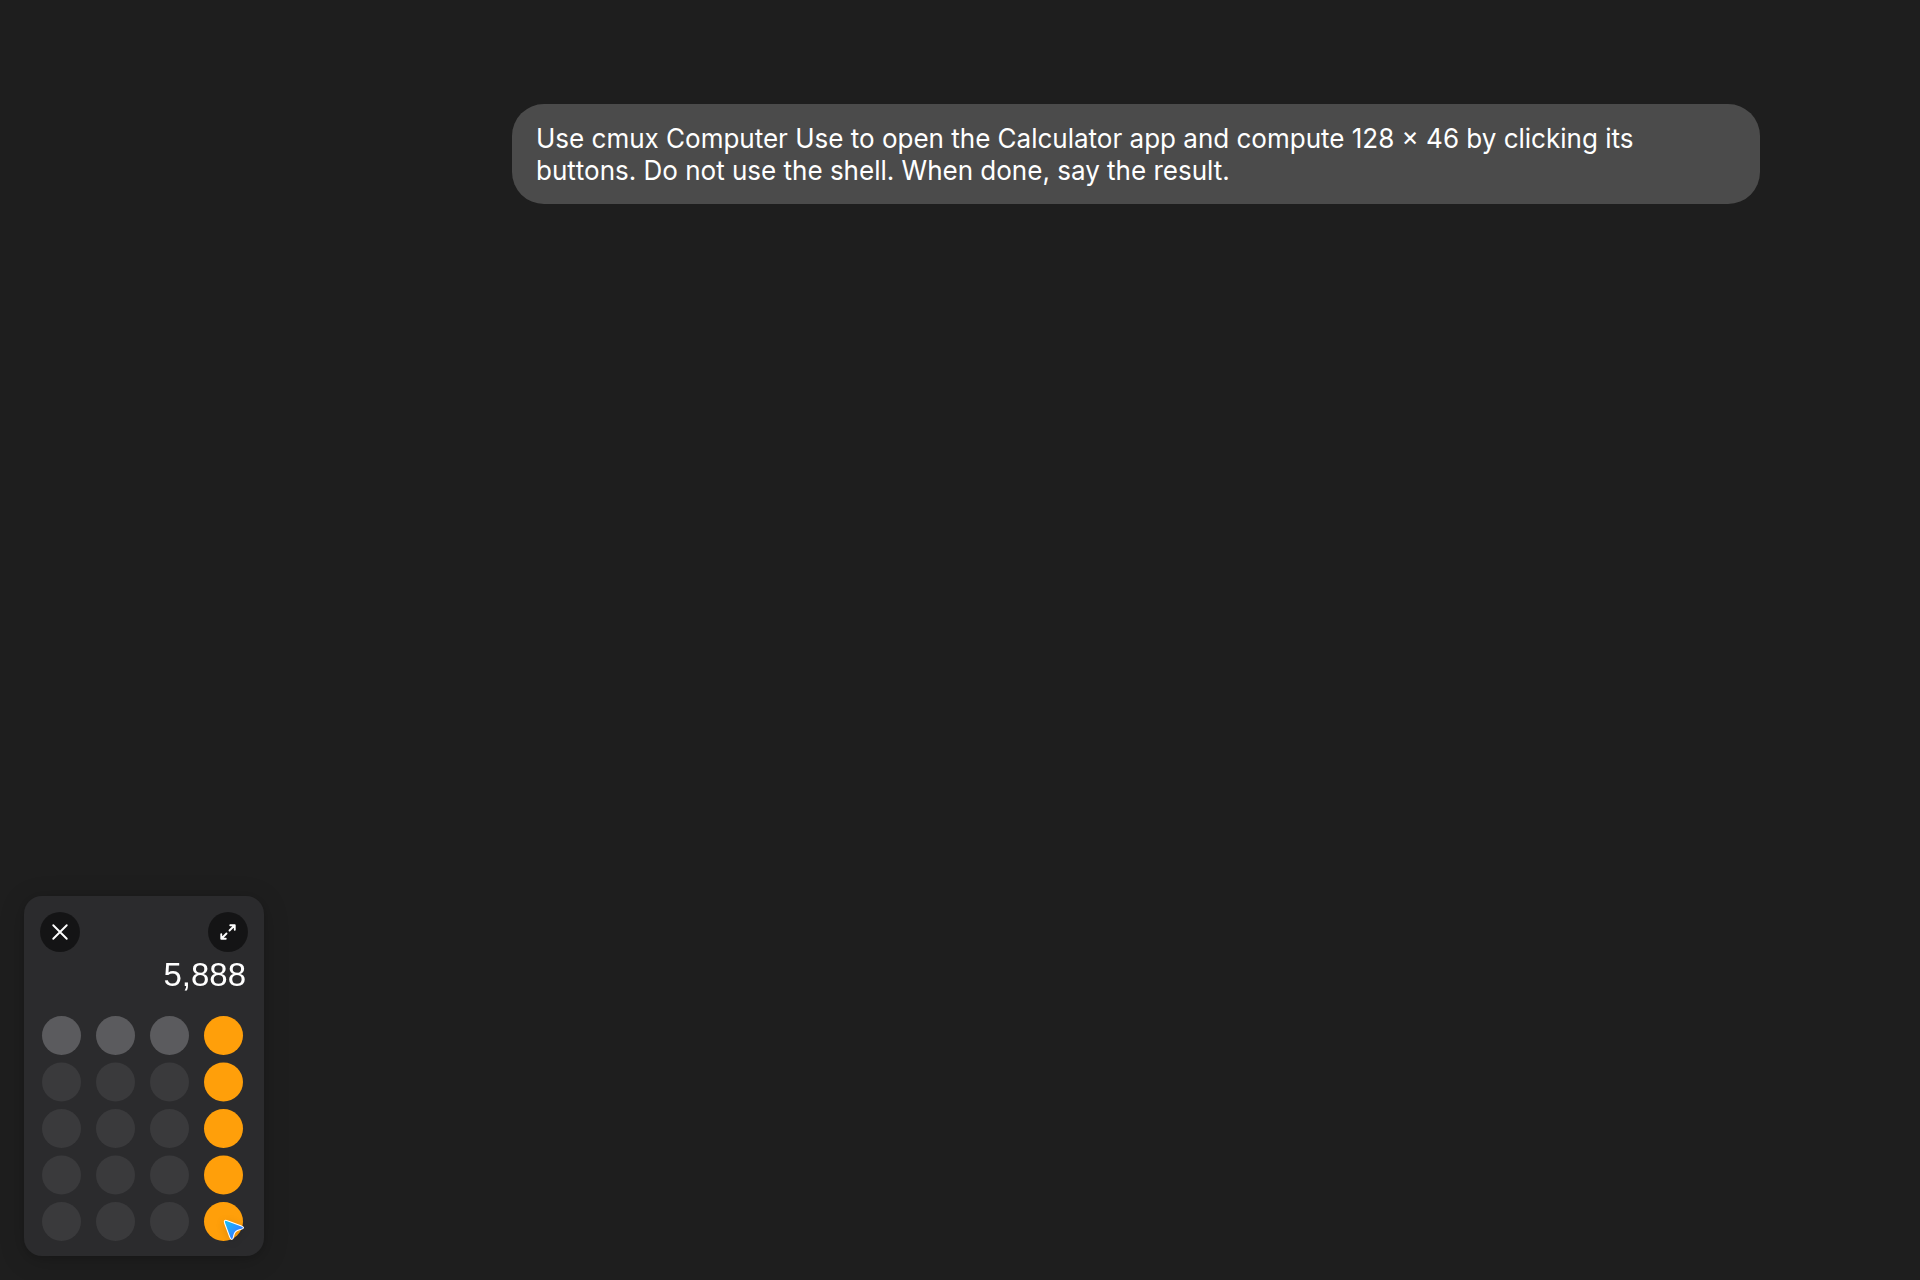 Use cmux Computer Use to open the Calculator app and compute 128 × 46 by clicking its
buttons. Do not use the shell. When done, say the result.
5,888